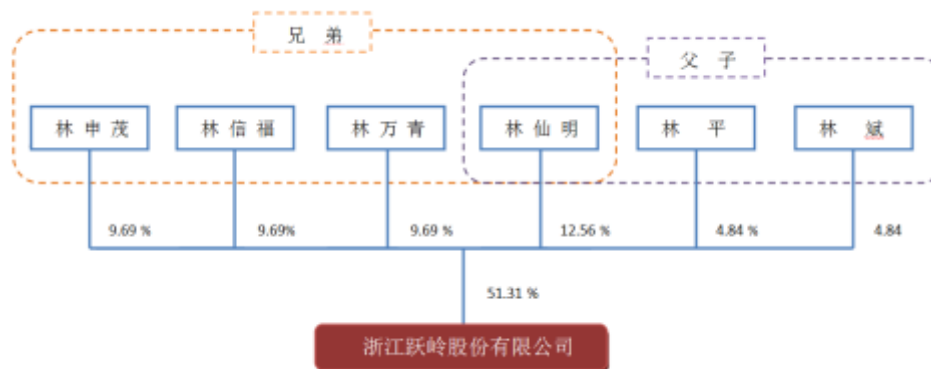 兄 弟
父 子
林 申 茂 林 信 福 林 万 青 林 仙 明 林 平 林 斌
9.69 % 9.69% 9.69 % 12.56 % 4.84 % 4.84
51.31 %
浙江跃岭股份有限公司